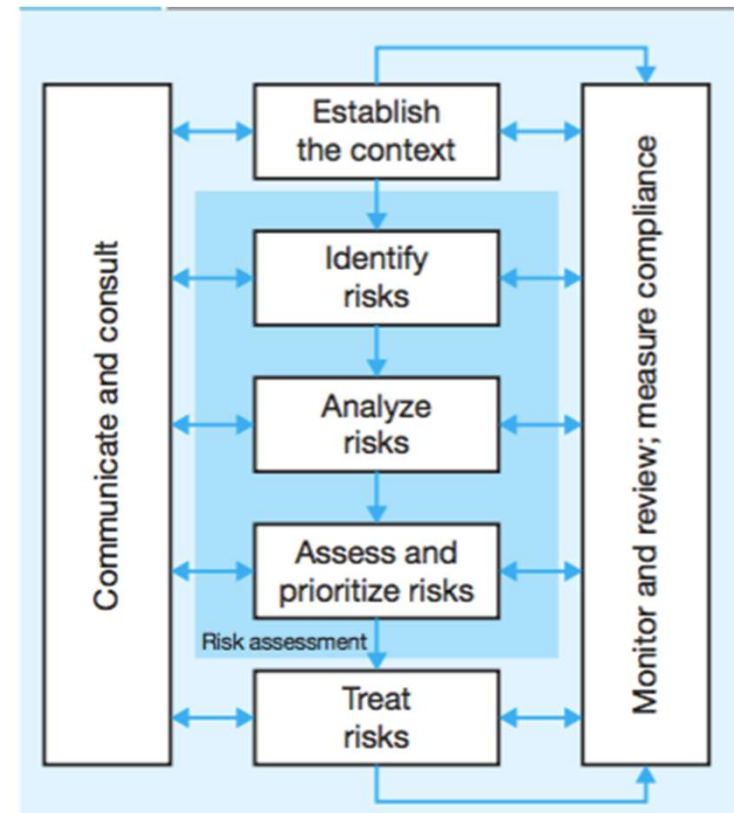 Establish
the context
Identify
risks
Analyze
risks
Assess and
prioritize risks
Risk assessment
Treat
risks
Communicate and consult
Monitor and review; measure compliance